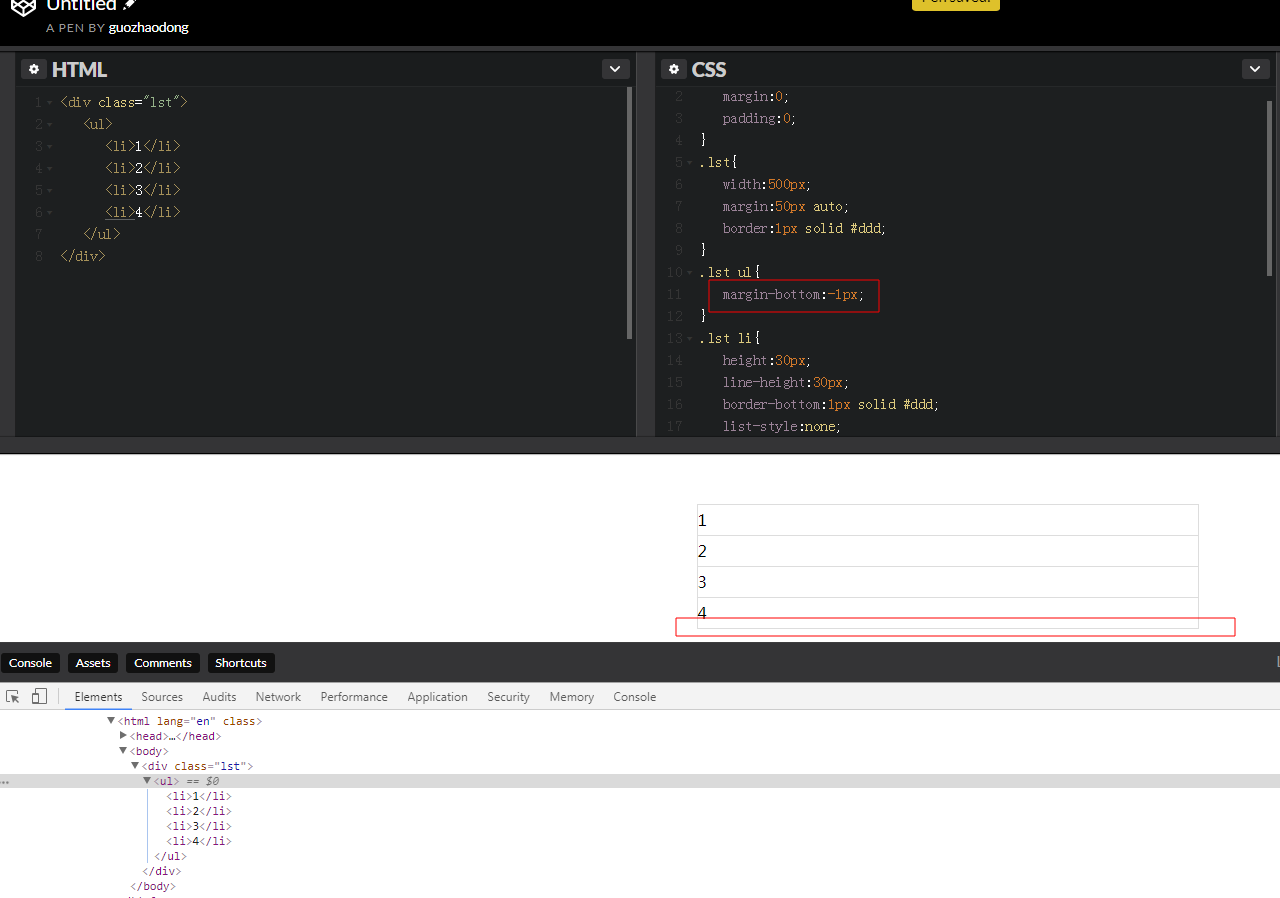 Untitled
Pen saved!
A PEN BY guozhaodong
HTML
1 <div class="lst">
2 <ul>
3 <li>1</li>
4 <li>2</li>
5 <li>3</li>
6 <li>4</li>
7 </ul>
8 </div>
CSS
2 margin:0;
3 padding:0;
4 }
5 .lst{
6 width:500px;
7 margin:50px auto;
8 border:1px solid #ddd;
9 }
10 .lst ul{
11 margin-bottom:-1px;
12 }
13 .lst li{
14 height:30px;
15 line-height:30px;
16 border-bottom:1px solid #ddd;
17 list-style:none;
1
2
3
4
Console Assets Comments Shortcuts
Elements Sources Audits Network Performance Application Security Memory Console
<html lang="en" class>
<head>…</head>
<body>
<div class="lst">
… <ul> == $0
<li>1</li>
<li>2</li>
<li>3</li>
<li>4</li>
</ul>
</div>
</body>